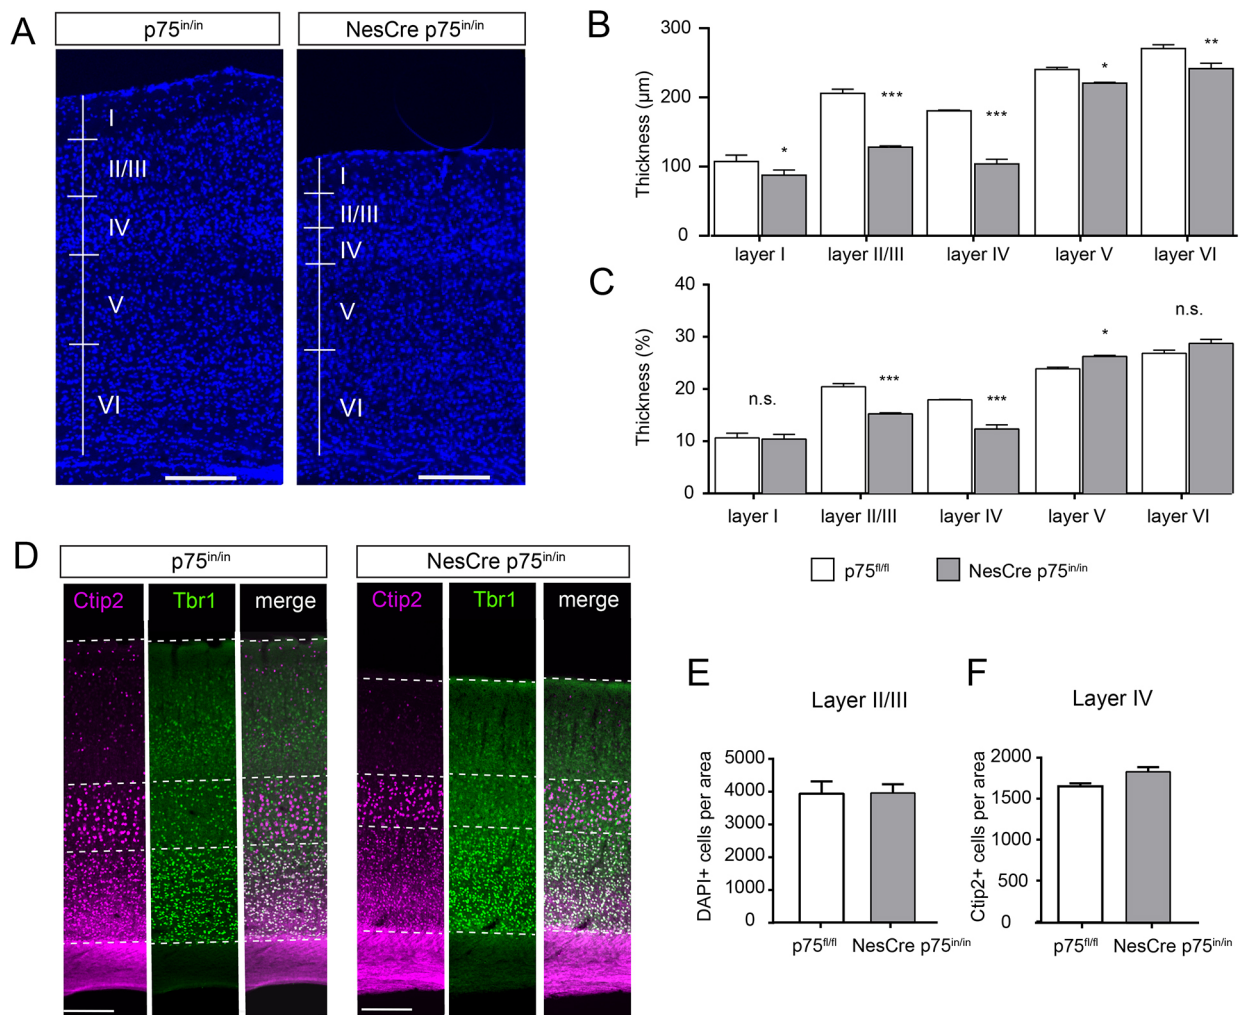 A
p75in/in
NesCre p75in/in
I
II/III
IV
V
VI
I
II/III
IV
V
VI
B
Thickness (µm)
300
200
100
0
*
***
***
*
**
layer I
layer II/III
layer IV
layer V
layer VI
C
Thickness (%)
40
30
20
10
0
n.s.
***
***
*
n.s.
layer I
layer II/III
layer IV
layer V
layer VI
p75fl/fl
NesCre p75in/in
D
p75in/in
NesCre p75in/in
Ctip2
Tbr1
merge
Ctip2
Tbr1
merge
E
Layer II/III
DAPI+ cells per area
5000
4000
3000
2000
1000
0
p75fl/fl
NesCre p75in/in
F
Layer IV
Ctip2+ cells per area
2000
1500
1000
500
0
p75fl/fl
NesCre p75in/in